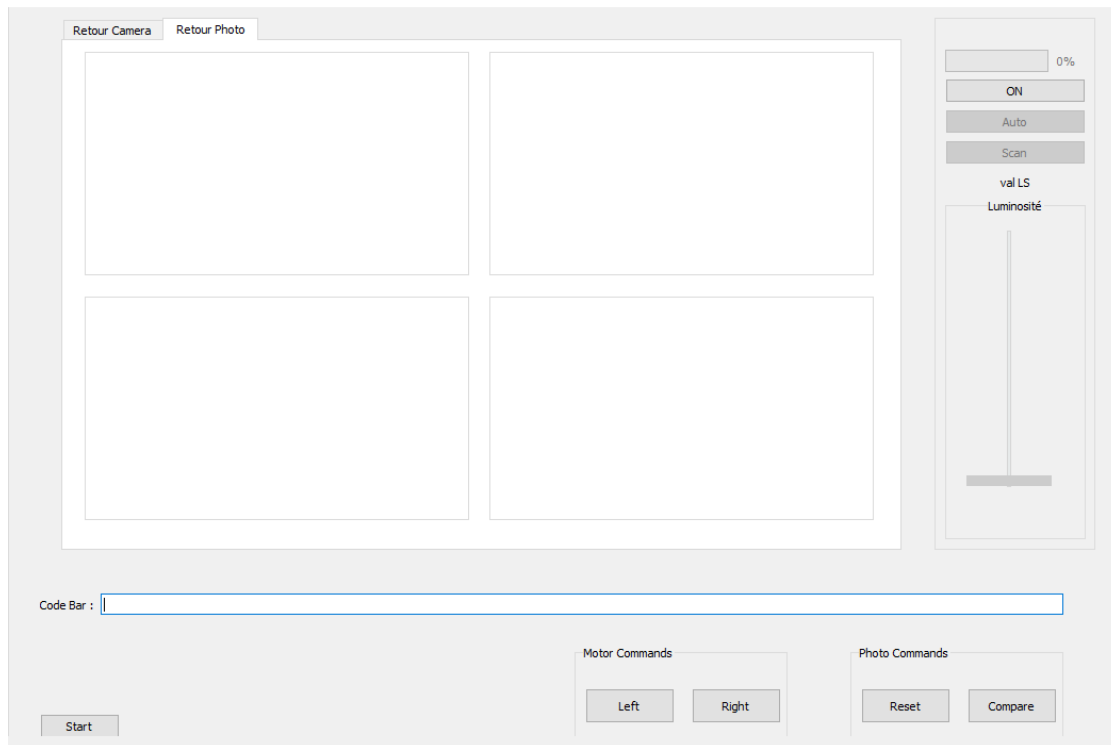 Retour Camera
Retour Photo
0%
ON
Auto
Scan
val LS
Luminosité
Code Bar :
Motor Commands
Photo Commands
Left
Right
Reset
Compare
Start